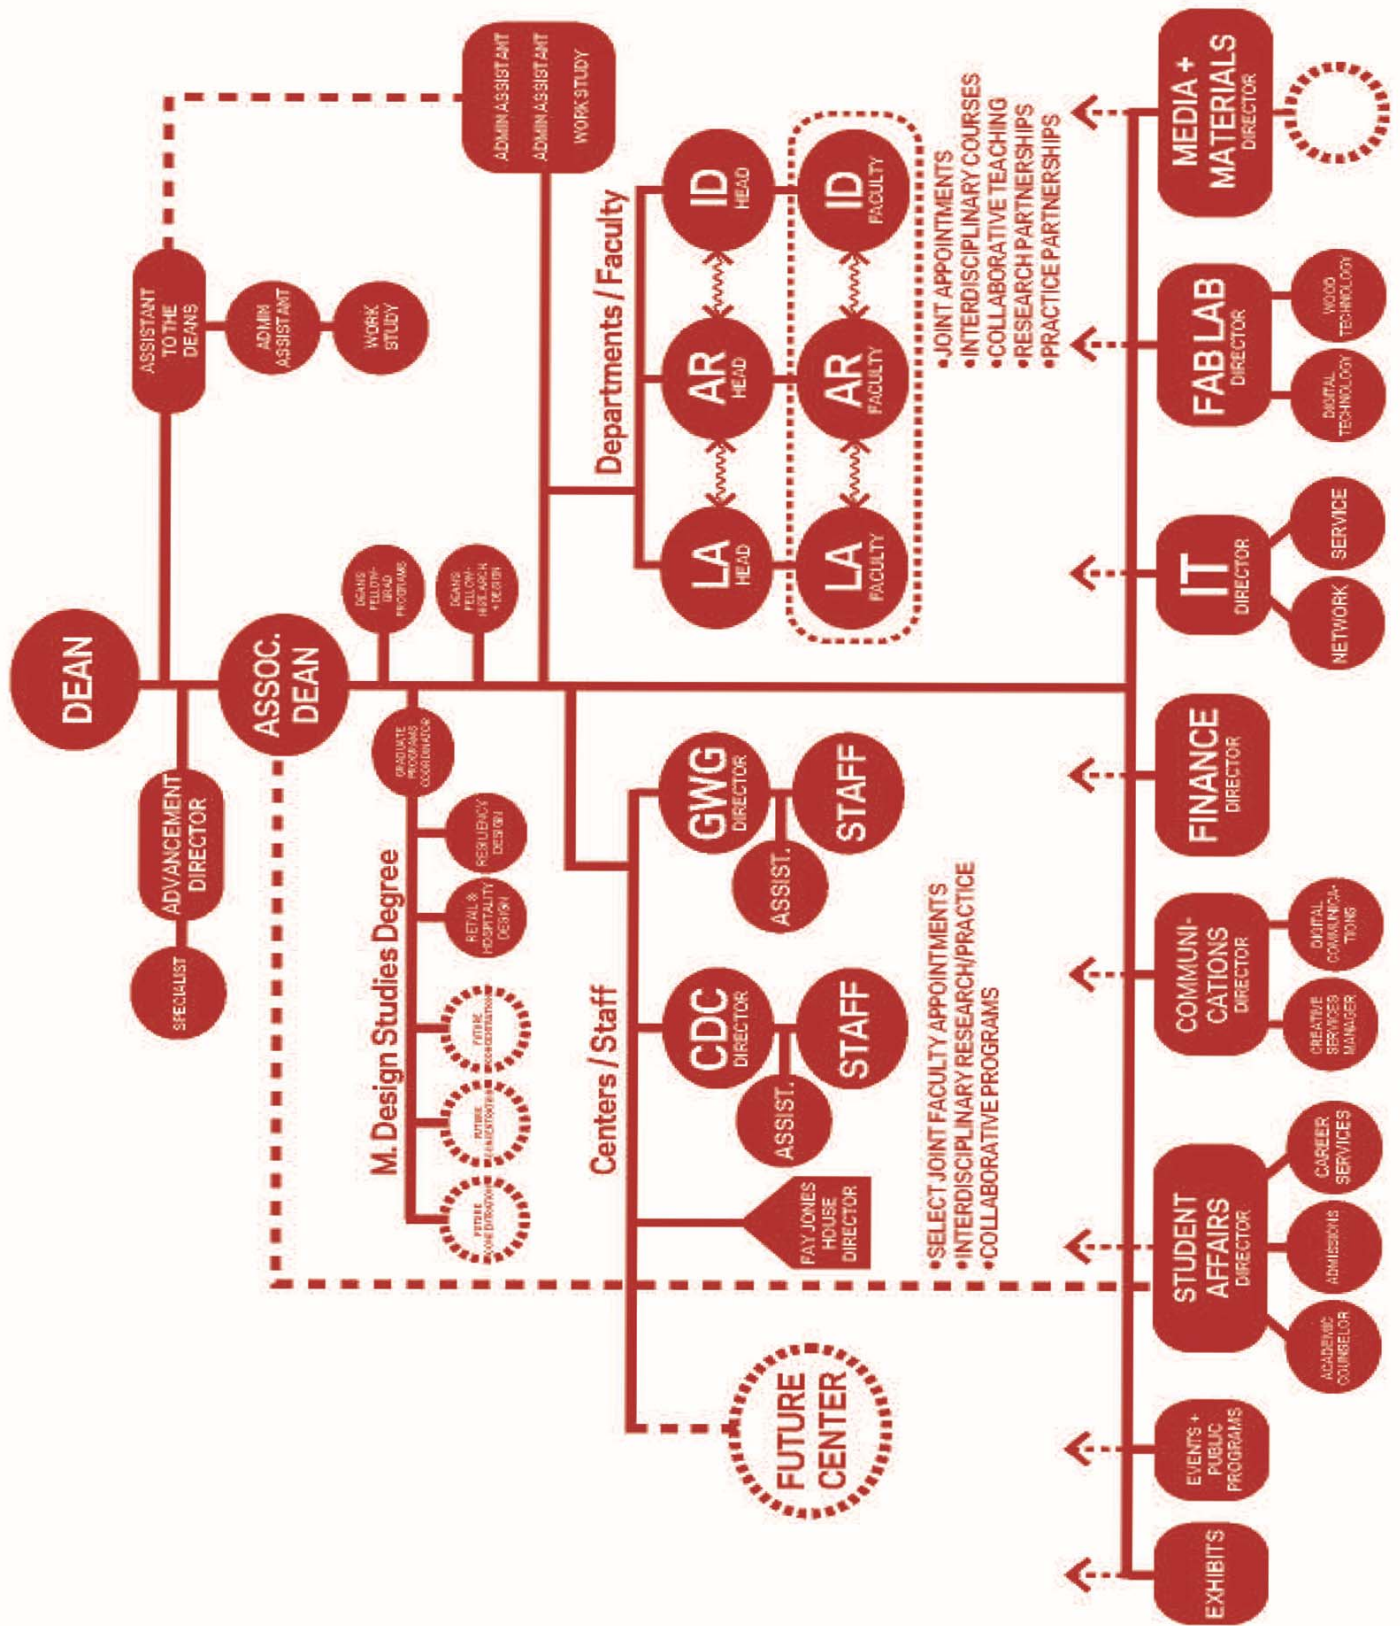 DEAN
ASSISTANT
TO THE
DEANS
ADMIN
ASSISTANT
WORK
STUDY
ADMIN ASSISTANT
ADMIN ASSISTANT
WORK STUDY
ADVANCEMENT
DIRECTOR
SPECIALIST
ASSOC.
DEAN
GRADUATE
PROGRAMS
COORDINATOR
M. Design Studies Degree
FUTURE
FUTURE
FUTURE
RETAIL &
HOSPITALITY
DESIGN
RESILIENCY
DESIGN
Centers / Staff
FUTURE
CENTER
FAY JONES
HOUSE
DIRECTOR
CDC
DIRECTOR
ASSIST.
STAFF
GWG
DIRECTOR
ASSIST.
STAFF
•SELECT JOINT FACULTY APPOINTMENTS
•INTERDISCIPLINARY RESEARCH/PRACTICE
•COLLABORATIVE PROGRAMS
Departments / Faculty
LA
HEAD
AR
HEAD
ID
HEAD
LA
FACULTY
AR
FACULTY
ID
FACULTY
•JOINT APPOINTMENTS
•INTERDISCIPLINARY COURSES
•COLLABORATIVE TEACHING
•RESEARCH PARTNERSHIPS
•PRACTICE PARTNERSHIPS
EXHIBITS
EVENTS +
PUBLIC
PROGRAMS
STUDENT
AFFAIRS
DIRECTOR
ACADEMIC
COUNSELOR
ADMISSIONS
CAREER
SERVICES
COMMUNI-
CATIONS
DIRECTOR
CREATIVE
SERVICES
MANAGER
DIGITAL
COMMUNICA-
TIONS
FINANCE
DIRECTOR
IT
DIRECTOR
NETWORK
SERVICE
FAB LAB
DIRECTOR
DIGITAL
TECHNOLOGY
WOOD
TECHNOLOGY
MEDIA +
MATERIALS
DIRECTOR